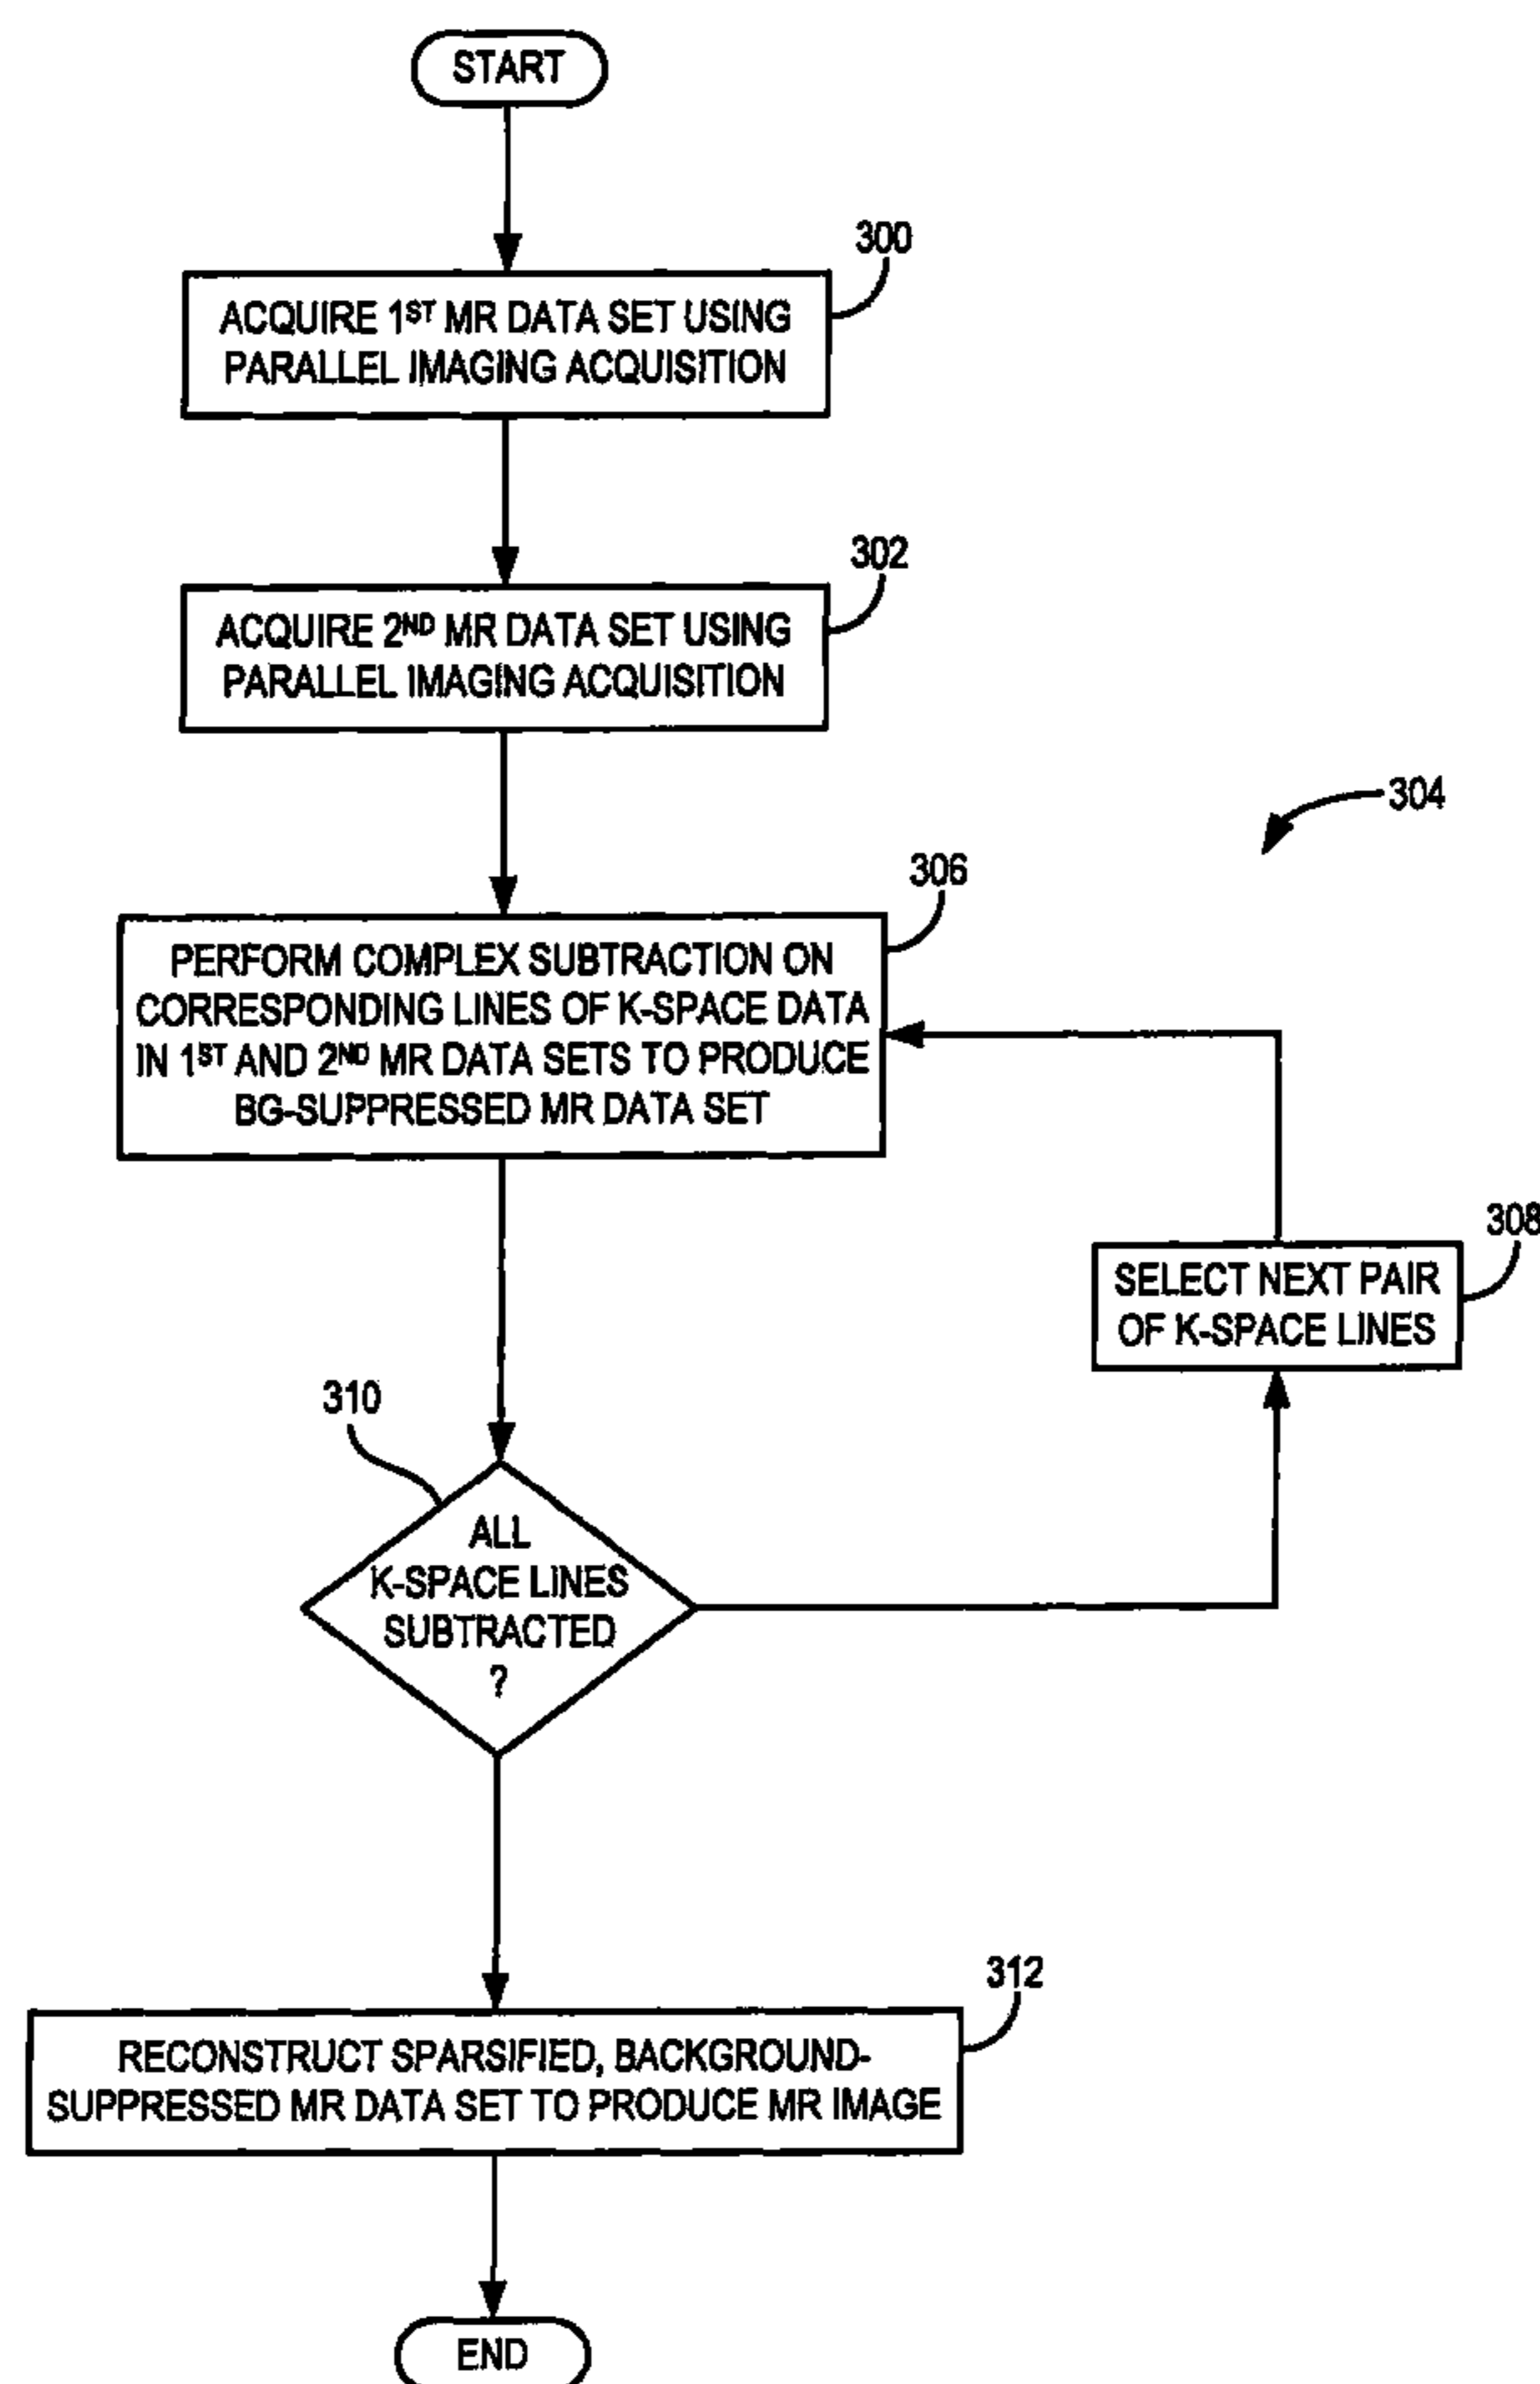 START
300
ACQUIRE 1ST MR DATA SET USING
PARALLEL IMAGING ACQUISITION
302
ACQUIRE 2ND MR DATA SET USING
PARALLEL IMAGING ACQUISITION
304
306
PERFORM COMPLEX SUBTRACTION ON
CORRESPONDING LINES OF K-SPACE DATA
IN 1ST AND 2ND MR DATA SETS TO PRODUCE
BG-SUPPRESSED MR DATA SET
308
SELECT NEXT PAIR
OF K-SPACE LINES
310
ALL
K-SPACE LINES
SUBTRACTED
?
312
RECONSTRUCT SPARSIFIED, BACKGROUND-
SUPPRESSED MR DATA SET TO PRODUCE MR IMAGE
END